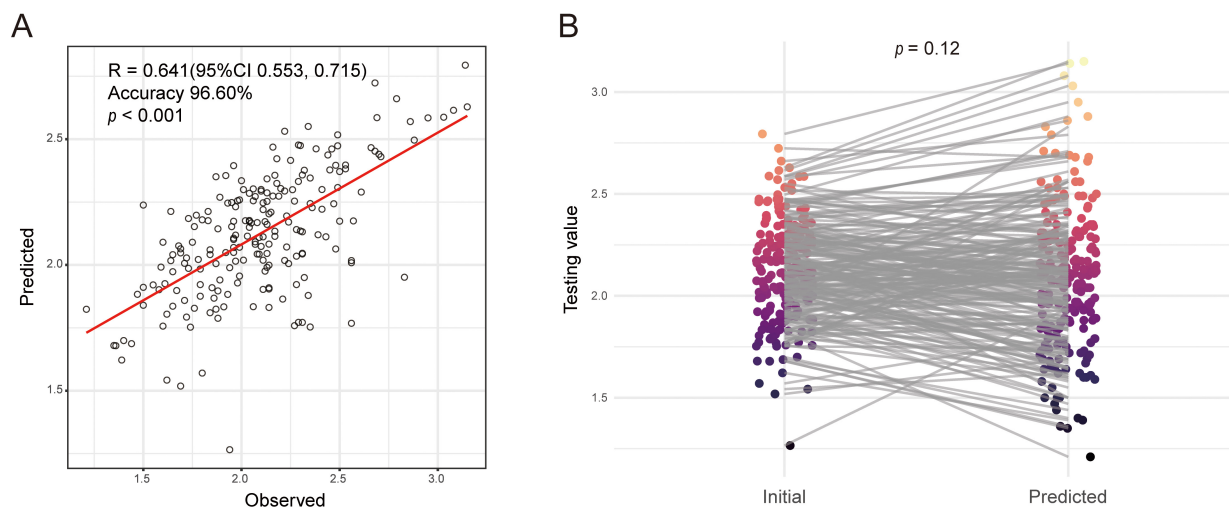 A
R = 0.641(95%CI 0.553, 0.715)
Accuracy 96.60%
p < 0.001
Predicted
2.5
2.0
1.5
1.5
2.0
2.5
3.0
Observed
B
p = 0.12
Testing value
3.0
2.5
2.0
1.5
Initial
Predicted